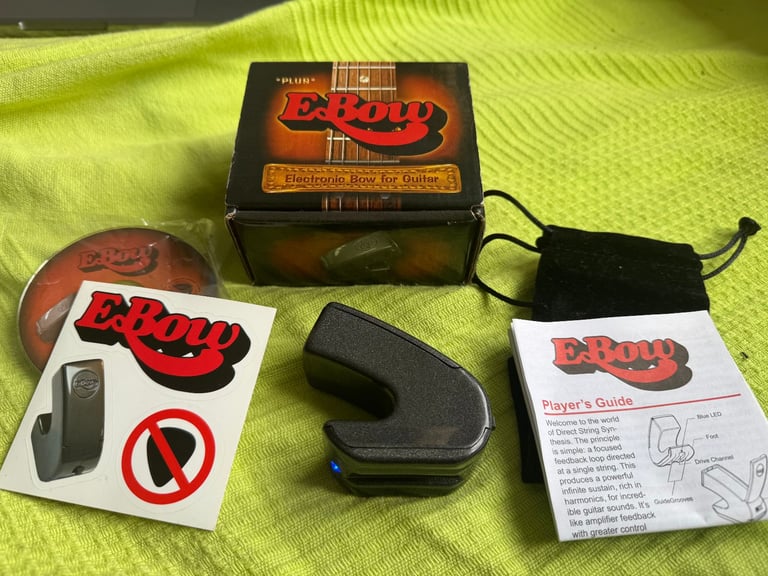 "PLUS"
EBow
Electronic Bow for Guitar
EBow
EBow
EBow
Player's Guide
Welcome to the world
of Direct String Syn-
thesis. The principle
is simple: a focused
feedback loop directed
at a single string. This
produces a powerful
infinite sustain, rich in
harmonics, for incred-
ible guitar sounds. It's
like amplifier feedback
with greater control
Blue LED
Foot
Drive Channel
GuideGrooves